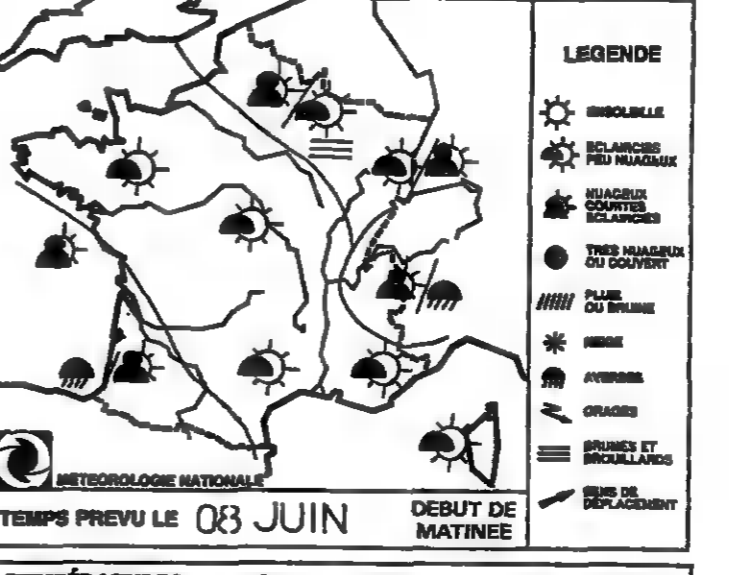 LEGENDE
ENSOLEILLE
ECLAIRCIES
PEU NUAGEUX
NUAGEUX
COURTES
ECLAIRCIES
TRES NUAGEUX
OU COUVERT
PLUIE
OU BRUINE
NEIGE
AVERSES
ORAGES
BRUMES ET
BROUILLARDS
SENS DE
DEPLACEMENT
METEOROLOGIE NATIONALE
TEMPS PREVU LE 08 JUIN
DEBUT DE
MATINEE